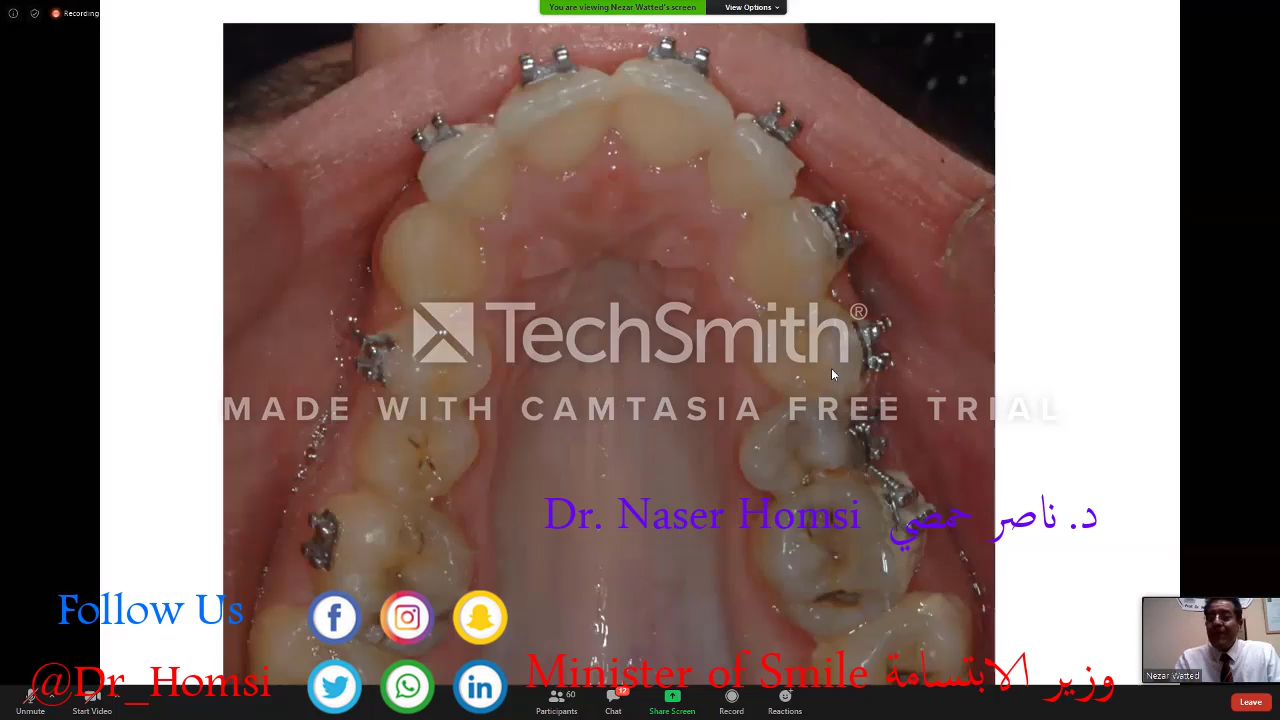 Recording
You are viewing Nezar Watted's screen
View Options
TechSmith®
MADE WITH CAMTASIA FREE TRIAL
Dr. Naser Homsi د. ناصر حمصي
Follow Us
@Dr_Homsi
Minister of Smile وزير الابتسامة
Nezar Watted
Unmute
Start Video
60
Participants
12
Chat
Share Screen
Record
Reactions
Leave